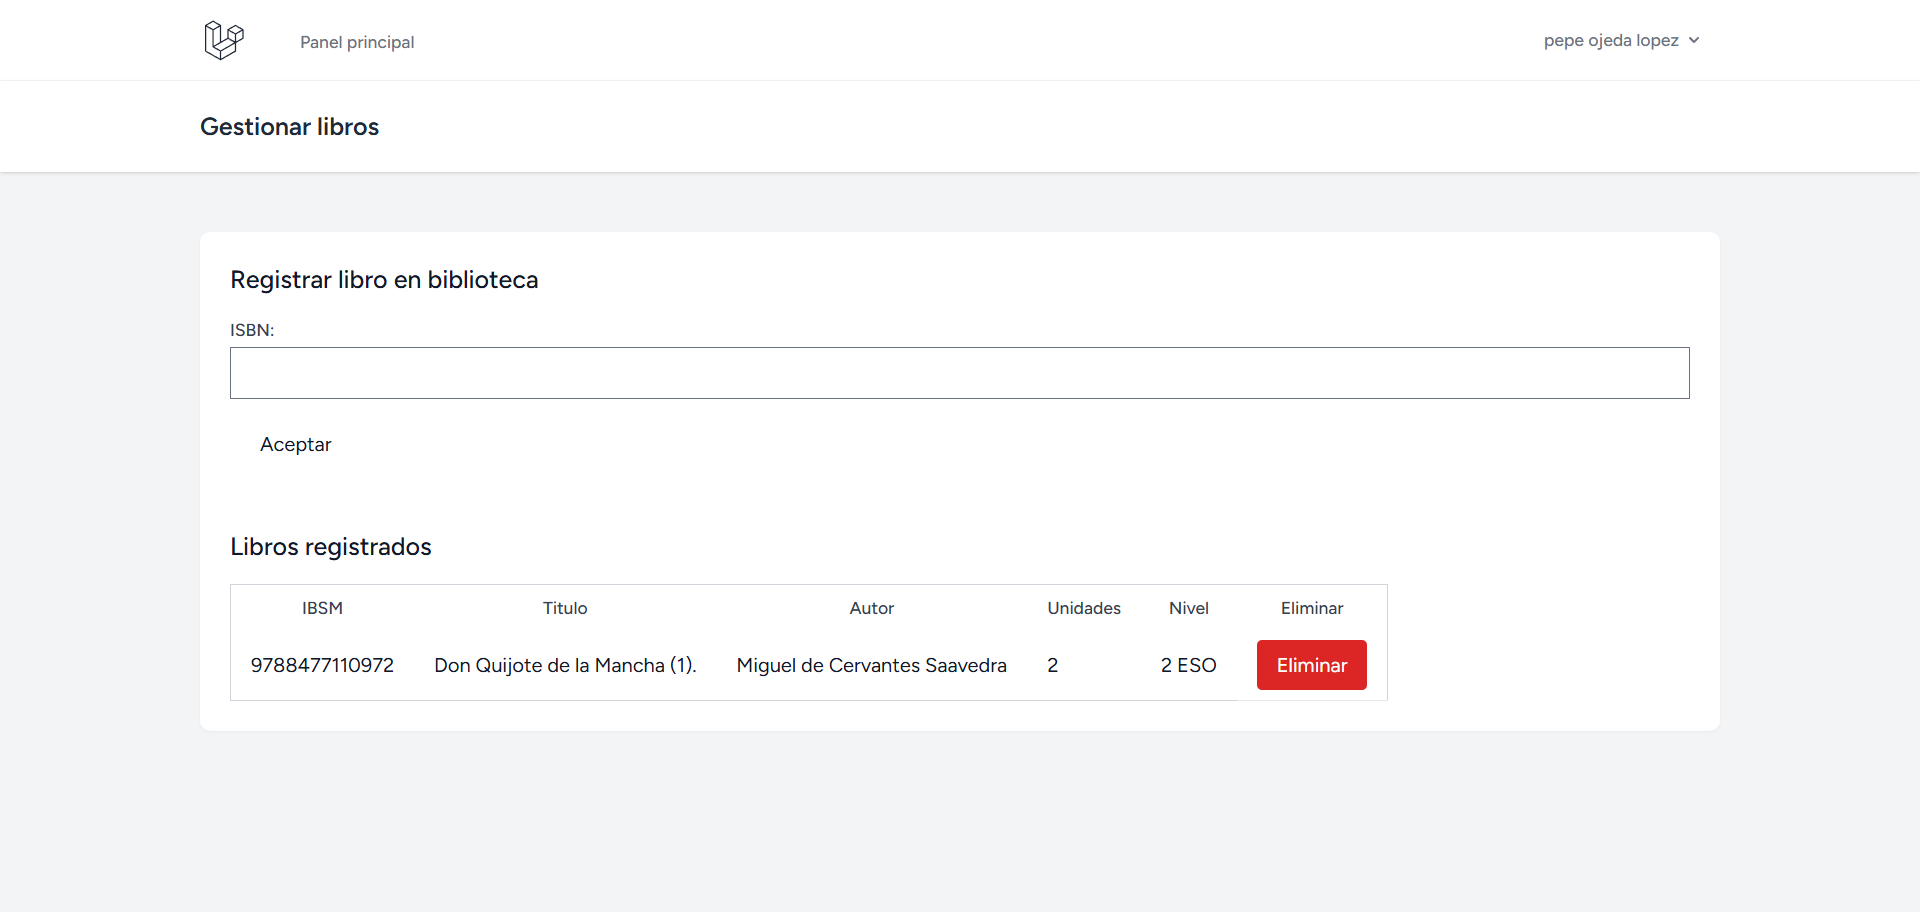 Panel principal
pepe ojeda lopez
Gestionar libros
Registrar libro en biblioteca
ISBN:
Aceptar
Libros registrados
IBSM Titulo Autor Unidades Nivel Eliminar
9788477110972 Don Quijote de la Mancha (1). Miguel de Cervantes Saavedra 2 2 ESO Eliminar